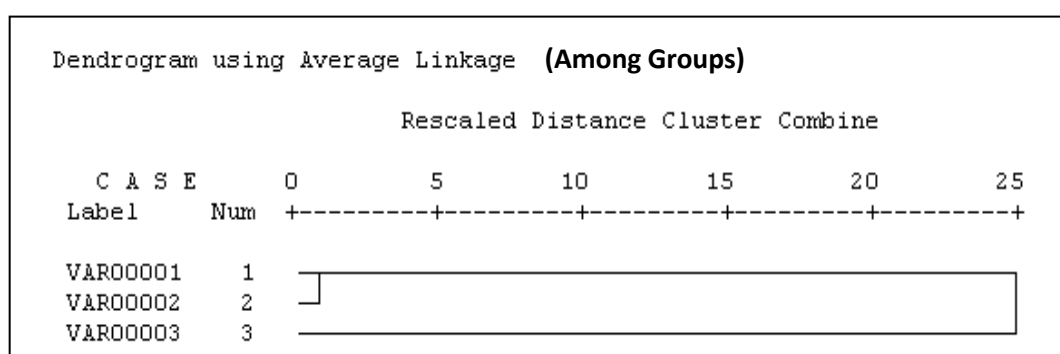 Dendrogram using Average Linkage (Among Groups)
Rescaled Distance Cluster Combine
C A S E 0 5 10 15 20 25
Label Num +---------+---------+---------+---------+---------+
VAR00001 1
VAR00002 2
VAR00003 3